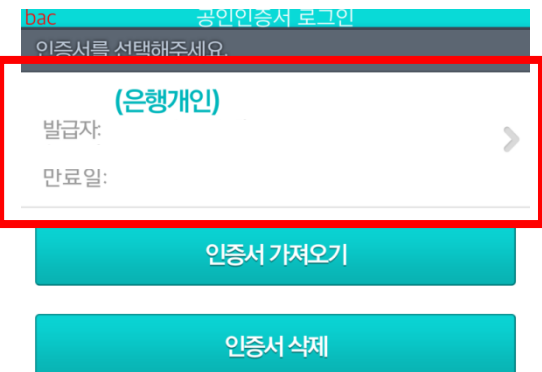 bac 공인인증서 로그인
인증서를 선택해주세요.
(은행개인)
발급자:
만료일:
인증서 가져오기
인증서 삭제